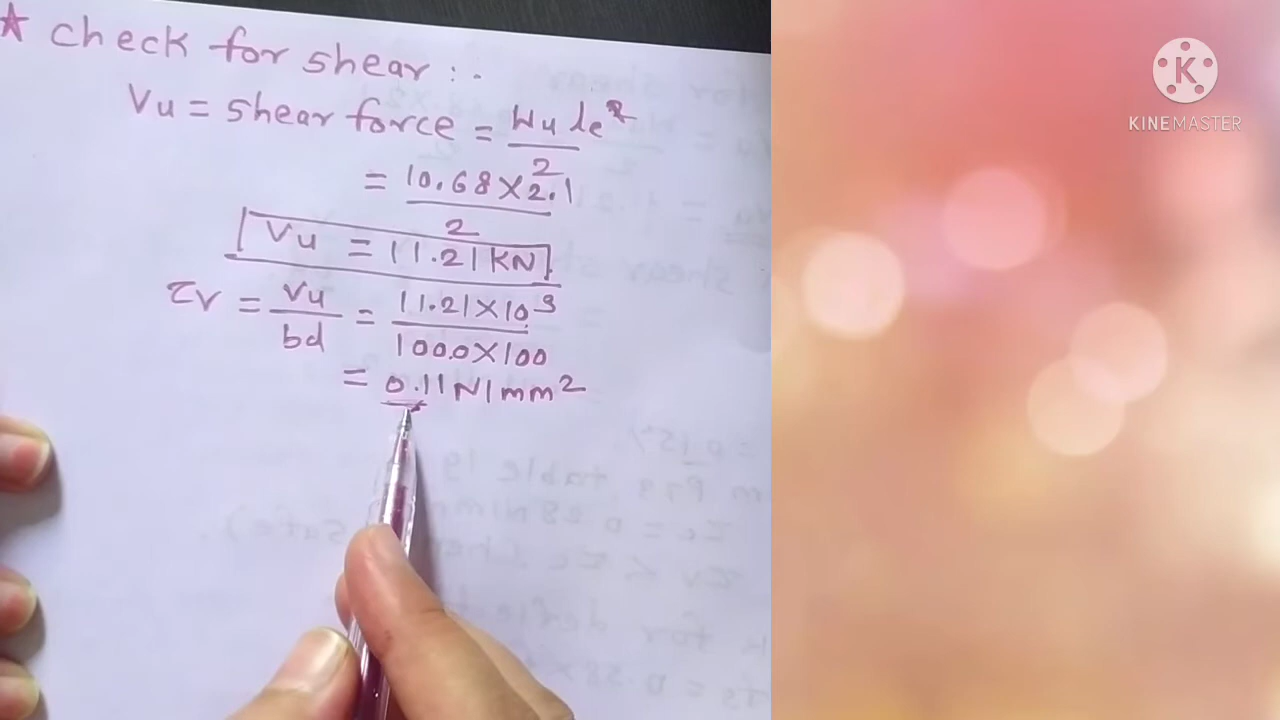 ★ check for shear :-
Vu = shear force = Wu le
2
= 10.68 × 2.1
2
Vu = 11.21 KN
τv = Vu = 11.21 × 10³
bd 1000 × 100
= 0.11 N/mm²
KINEMASTER